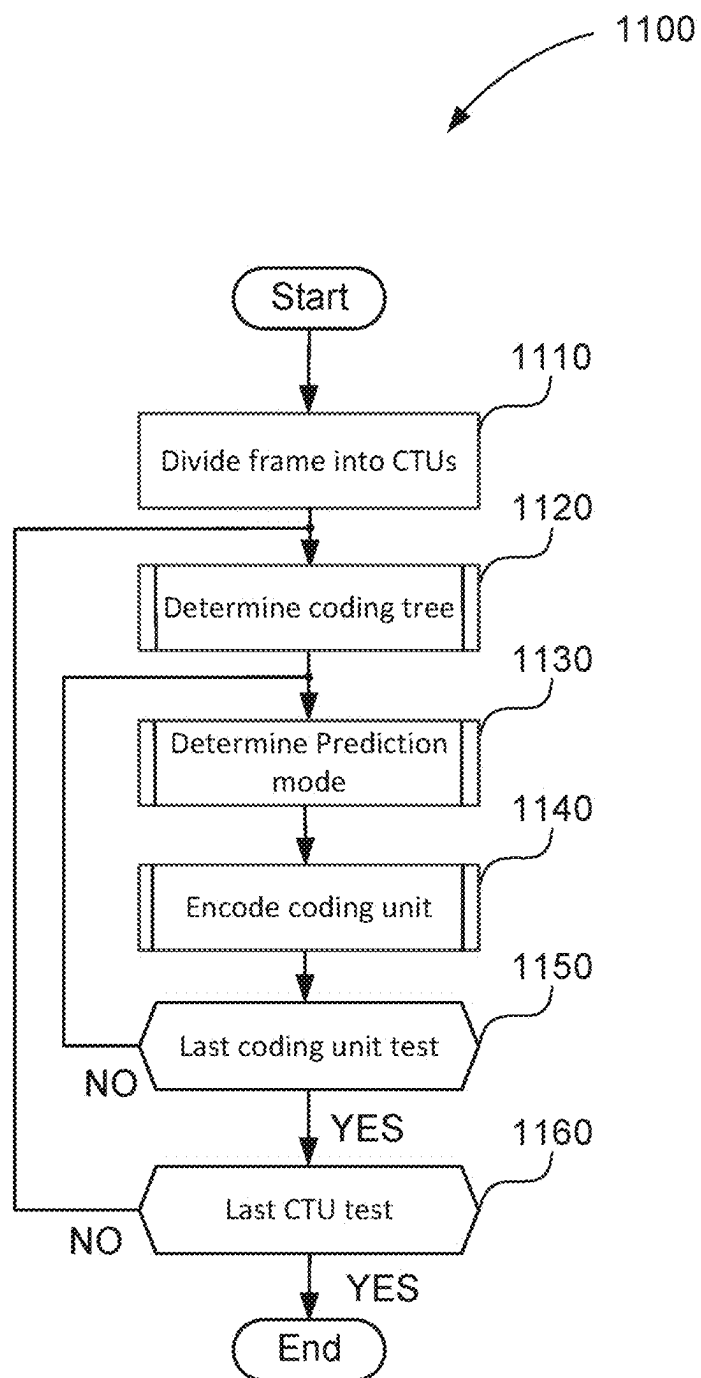 1100
Start
1110
Divide frame into CTUs
1120
Determine coding tree
1130
Determine Prediction
mode
1140
Encode coding unit
1150
Last coding unit test
NO
YES
1160
Last CTU test
NO
YES
End